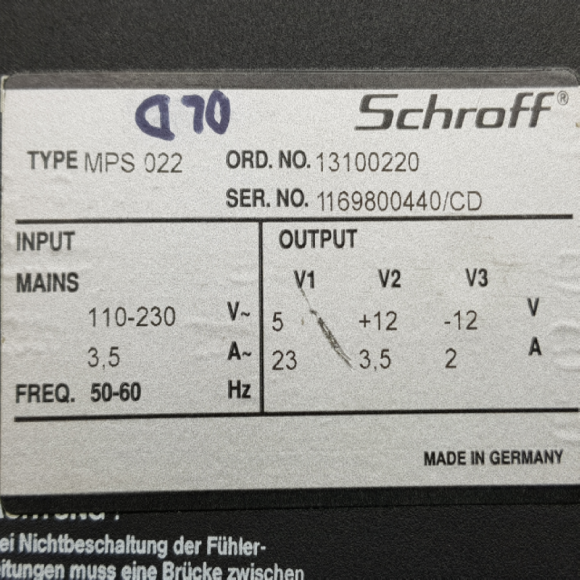 Schroff®
TYPE MPS 022 ORD. NO. 13100220
SER. NO. 1169800440/CD
INPUT OUTPUT
MAINS V1 V2 V3
110-230 V~ 5 +12 -12 V
3,5 A~ 23 3,5 2 A
FREQ. 50-60 Hz
MADE IN GERMANY
ei Nichtbeschaltung der Fühler-
eitungen muss eine Brücke zwischen